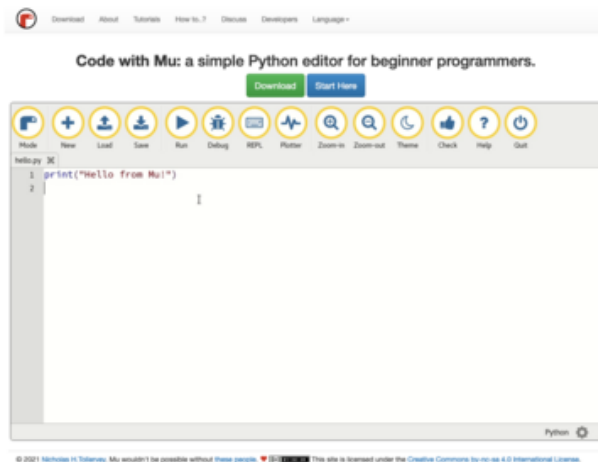 Download About Tutorials How to..? Discuss Developers Language
Code with Mu: a simple Python editor for beginner programmers.
Download Start Here
Mode New Load Save Run Debug REPL Plotter Zoom-in Zoom-out Theme Check Help Quit
hello.py
1 print("Hello from Mu!")
2
Python
© 2021 Nicholas H.Tollervey. Mu wouldn't be possible without these people. This site is licensed under the Creative Commons by-nc-sa 4.0 International License.